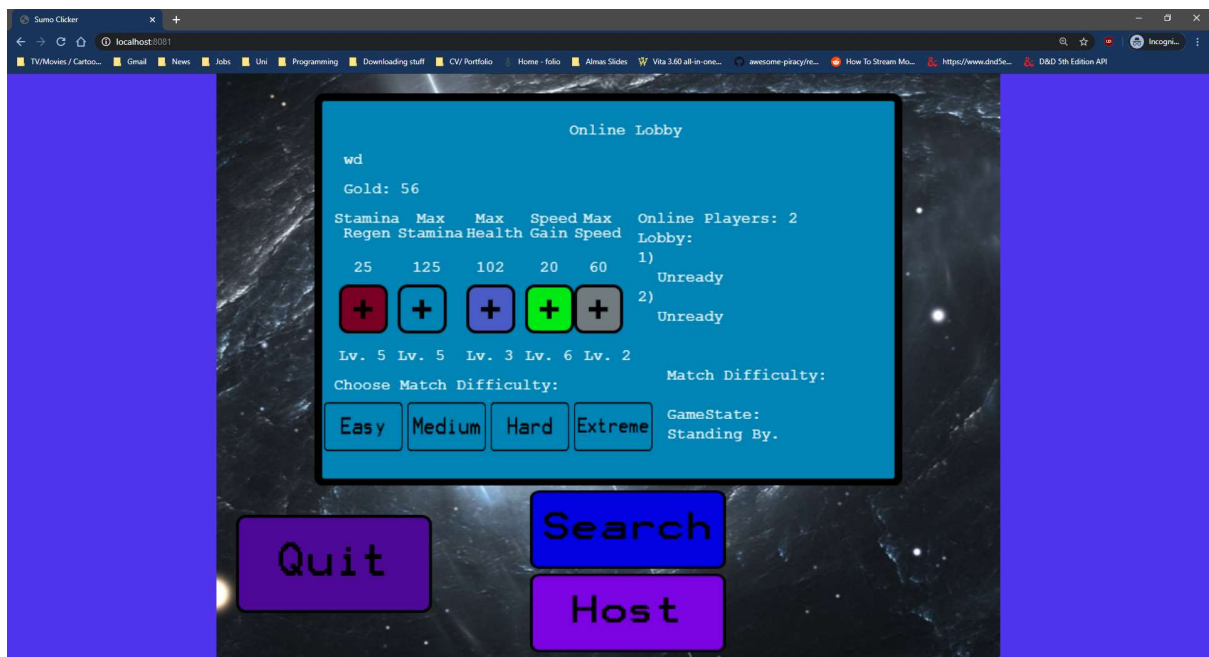 Sumo Clicker
localhost:8081
Incogni...
TV/Movies / Cartoo... Gmail News Jobs Uni Programming Downloading stuff CV/ Portfolio Home - folio Almas Slides Vita 3.60 all-in-one... awesome-piracy/re... How To Stream Mo... https://www.dnd5e... D&D 5th Edition API
Online Lobby
wd
Gold: 56
Stamina Max Max Speed Max
Regen Stamina Health Gain Speed
25 125 102 20 60
+ + + + +
Lv. 5 Lv. 5 Lv. 3 Lv. 6 Lv. 2
Choose Match Difficulty:
Easy Medium Hard Extreme
Online Players: 2
Lobby:
1)
Unready
2)
Unready
Match Difficulty:
GameState:
Standing By.
Search
Quit
Host